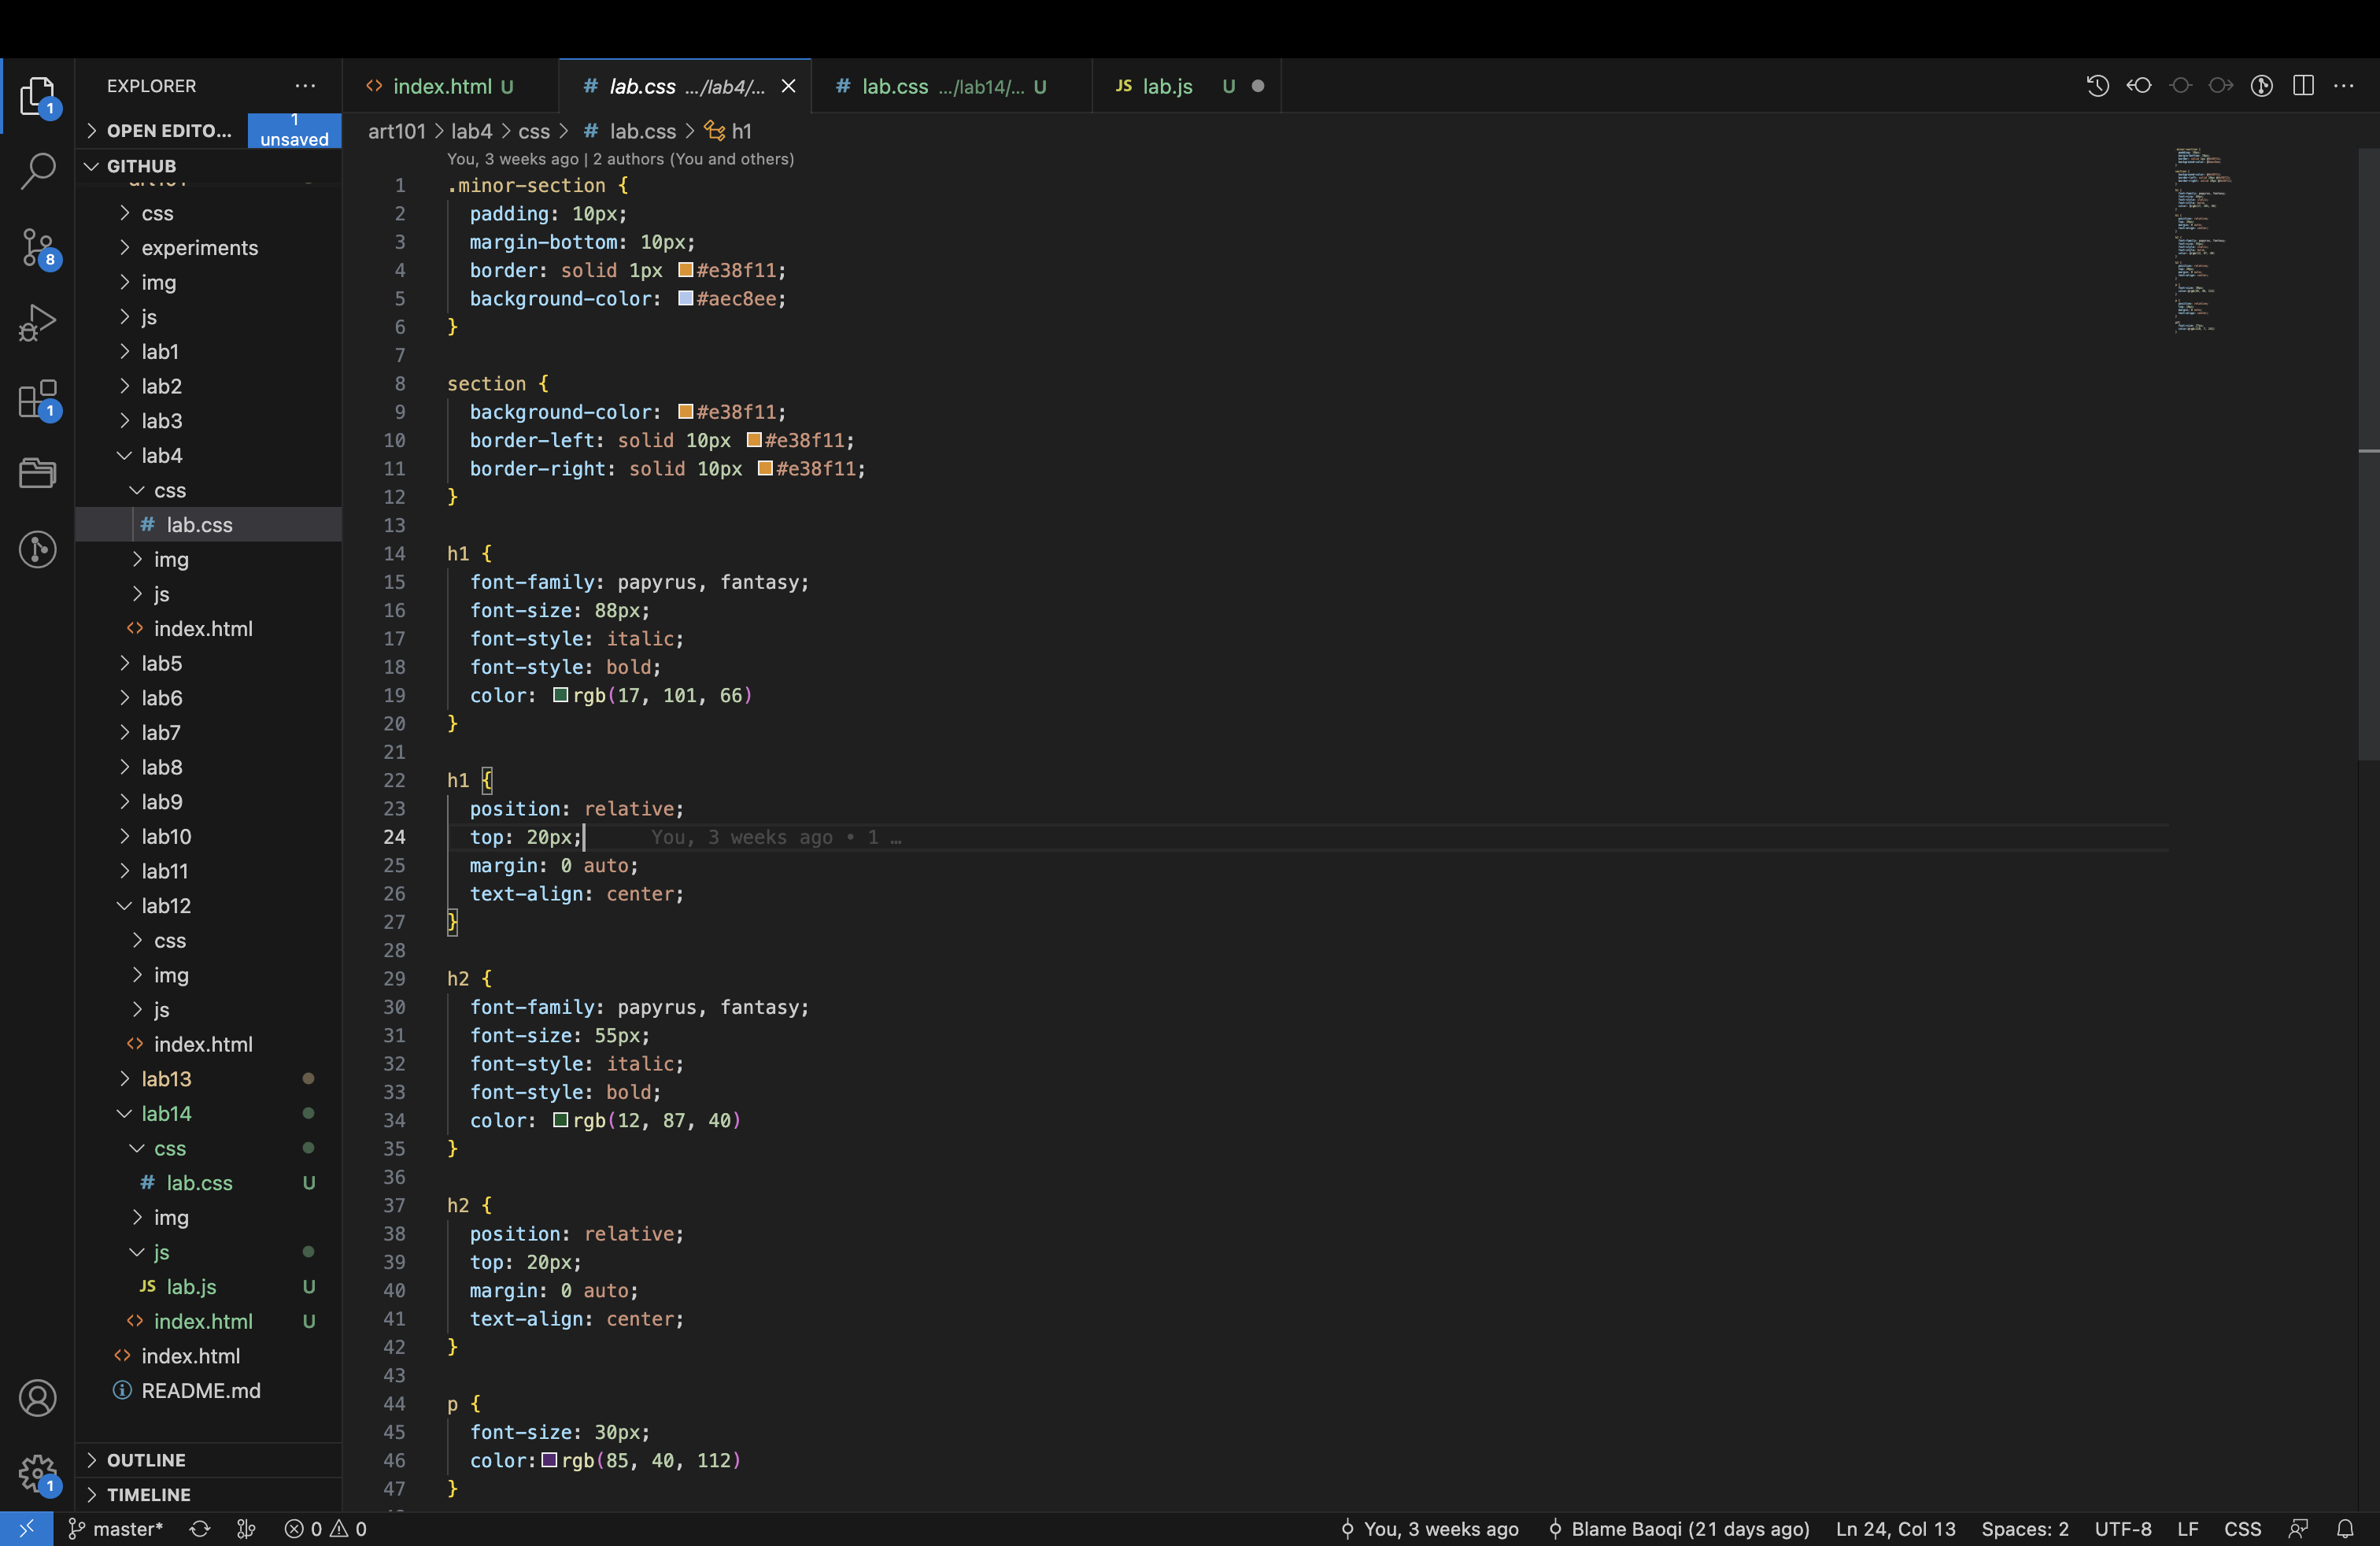 EXPLORER
OPEN EDITO... 1 unsaved
GITHUB
css
experiments
img
js
lab1
lab2
lab3
lab4
css
# lab.css
img
js
<> index.html
lab5
lab6
lab7
lab8
lab9
lab10
lab11
lab12
css
img
js
<> index.html
lab13
lab14
css
# lab.css U
img
js
JS lab.js U
<> index.html U
<> index.html
README.md
OUTLINE
TIMELINE
1
8
1
1
<> index.html U
# lab.css .../lab4/...
# lab.css .../lab14/... U
JS lab.js U
art101 > lab4 > css > # lab.css > h1
You, 3 weeks ago | 2 authors (You and others)
1 .minor-section {
2 padding: 10px;
3 margin-bottom: 10px;
4 border: solid 1px #e38f11;
5 background-color: #aec8ee;
6 }
7
8 section {
9 background-color: #e38f11;
10 border-left: solid 10px #e38f11;
11 border-right: solid 10px #e38f11;
12 }
13
14 h1 {
15 font-family: papyrus, fantasy;
16 font-size: 88px;
17 font-style: italic;
18 font-style: bold;
19 color: rgb(17, 101, 66)
20 }
21
22 h1 {
23 position: relative;
24 top: 20px; You, 3 weeks ago • 1 …
25 margin: 0 auto;
26 text-align: center;
27 }
28
29 h2 {
30 font-family: papyrus, fantasy;
31 font-size: 55px;
32 font-style: italic;
33 font-style: bold;
34 color: rgb(12, 87, 40)
35 }
36
37 h2 {
38 position: relative;
39 top: 20px;
40 margin: 0 auto;
41 text-align: center;
42 }
43
44 p {
45 font-size: 30px;
46 color: rgb(85, 40, 112)
47 }
master* 0 0
You, 3 weeks ago Blame Baoqi (21 days ago) Ln 24, Col 13 Spaces: 2 UTF-8 LF CSS